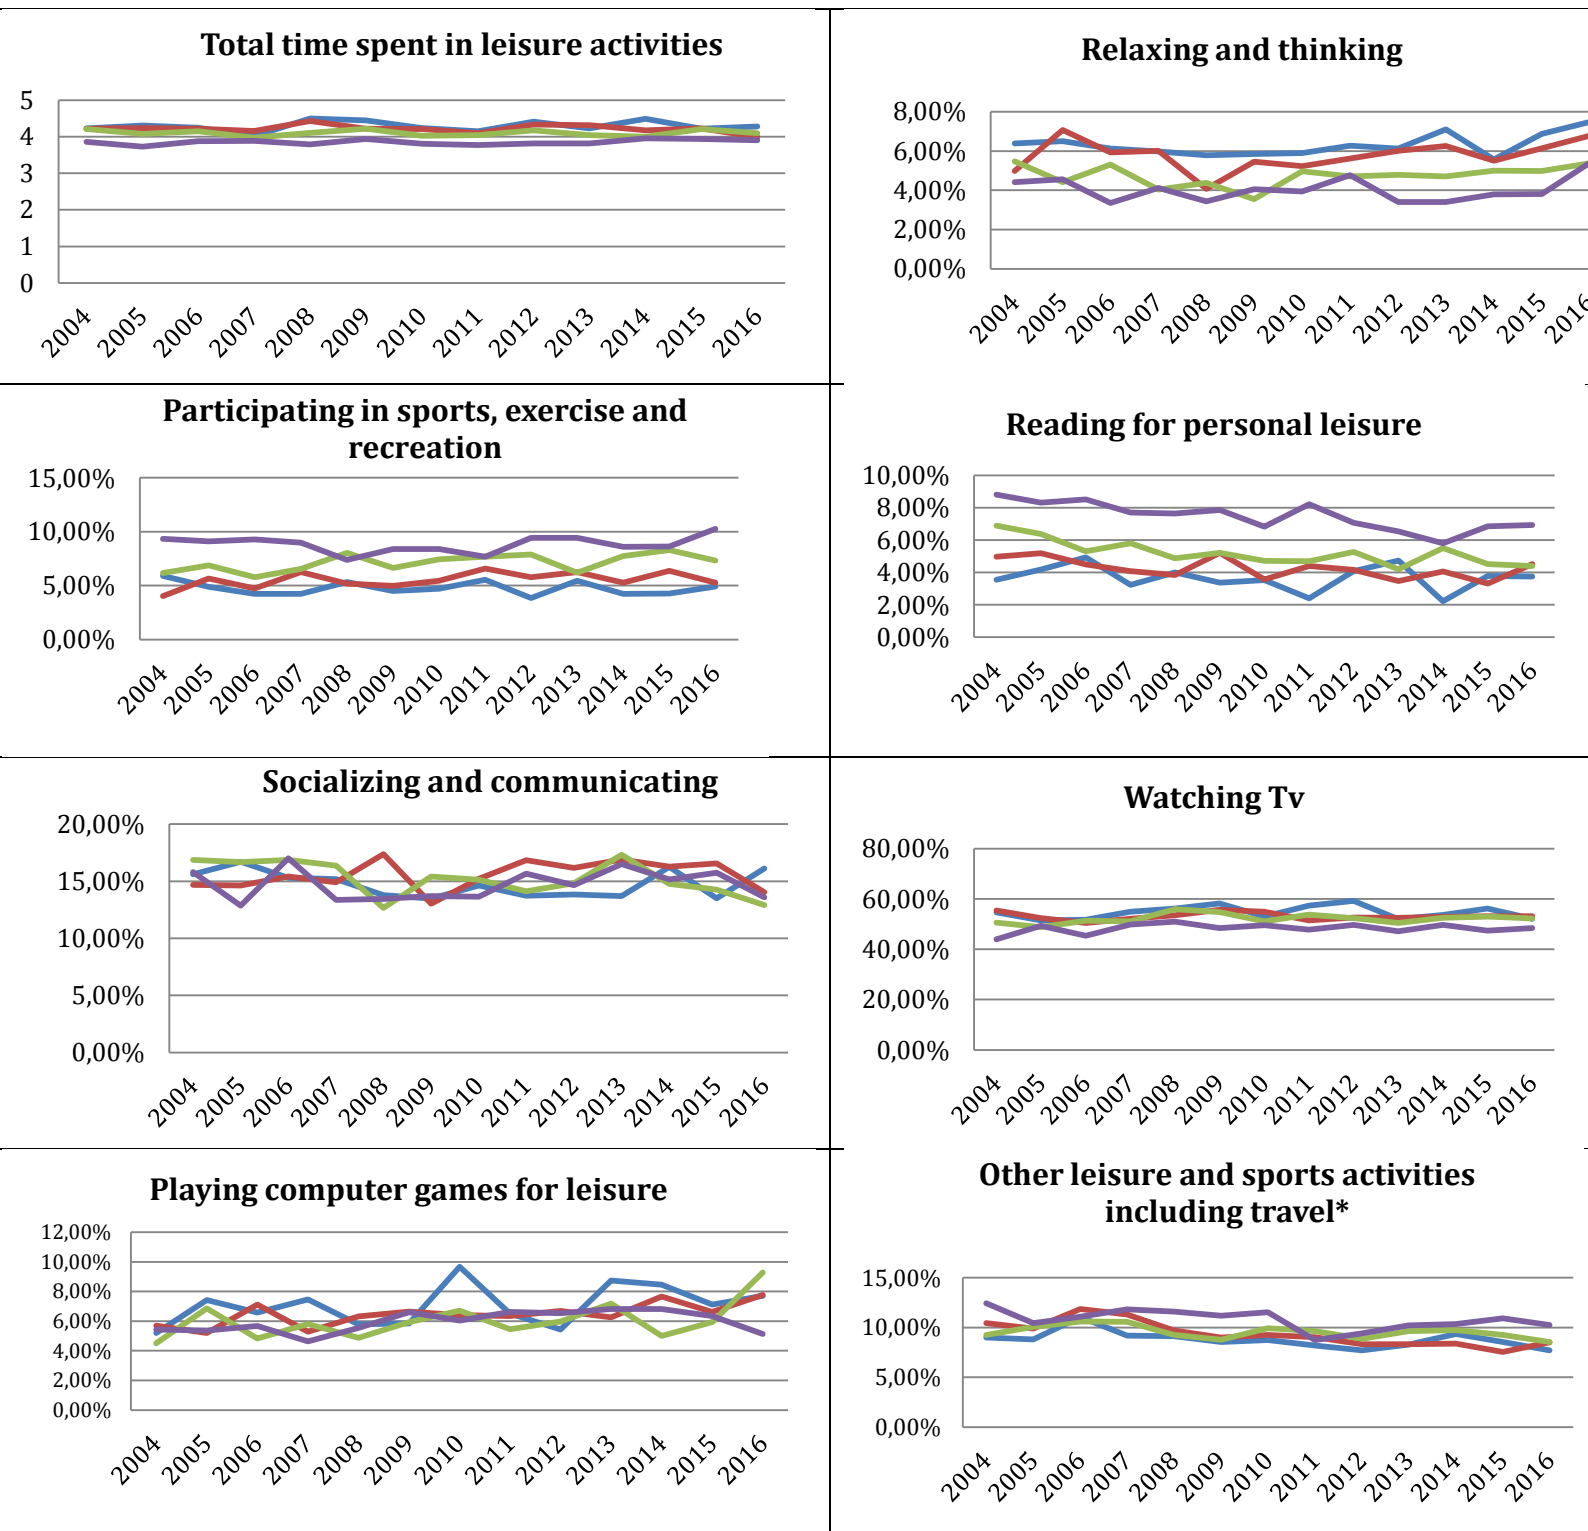 Total time spent in leisure activities
5
4
3
2
1
0
2004 2005 2006 2007 2008 2009 2010 2011 2012 2013 2014 2015 2016
Relaxing and thinking
8,00%
6,00%
4,00%
2,00%
0,00%
2004 2005 2006 2007 2008 2009 2010 2011 2012 2013 2014 2015 2016
Participating in sports, exercise and
recreation
15,00%
10,00%
5,00%
0,00%
2004 2005 2006 2007 2008 2009 2010 2011 2012 2013 2014 2015 2016
Reading for personal leisure
10,00%
8,00%
6,00%
4,00%
2,00%
0,00%
2004 2005 2006 2007 2008 2009 2010 2011 2012 2013 2014 2015 2016
Socializing and communicating
20,00%
15,00%
10,00%
5,00%
0,00%
2004 2005 2006 2007 2008 2009 2010 2011 2012 2013 2014 2015 2016
Watching Tv
80,00%
60,00%
40,00%
20,00%
0,00%
2004 2005 2006 2007 2008 2009 2010 2011 2012 2013 2014 2015 2016
Playing computer games for leisure
12,00%
10,00%
8,00%
6,00%
4,00%
2,00%
0,00%
2004 2005 2006 2007 2008 2009 2010 2011 2012 2013 2014 2015 2016
Other leisure and sports activities
including travel*
15,00%
10,00%
5,00%
0,00%
2004 2005 2006 2007 2008 2009 2010 2011 2012 2013 2014 2015 2016